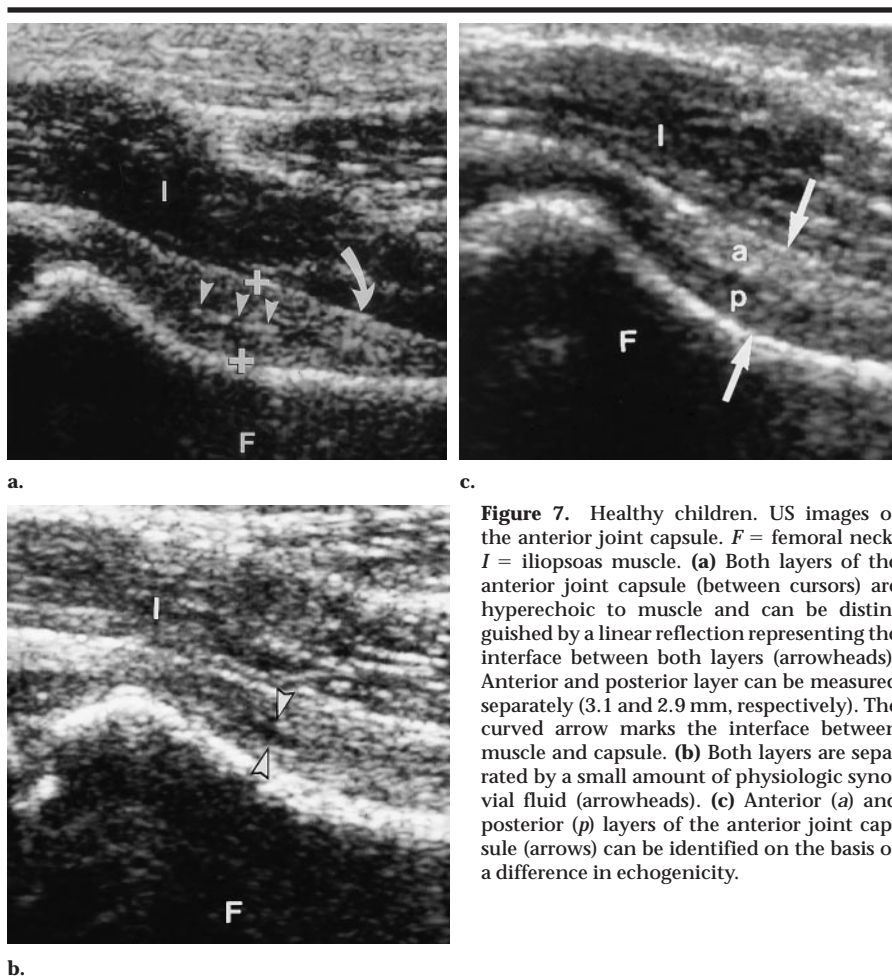 I
F
a.
I
a
p
F
c.
I
F
b.
Figure 7. Healthy children. US images o
the anterior joint capsule. F = femoral neck
I = iliopsoas muscle. (a) Both layers of the
anterior joint capsule (between cursors) are
hyperechoic to muscle and can be distin
guished by a linear reflection representing the
interface between both layers (arrowheads)
Anterior and posterior layer can be measured
separately (3.1 and 2.9 mm, respectively). The
curved arrow marks the interface between
muscle and capsule. (b) Both layers are sepa
rated by a small amount of physiologic syno
vial fluid (arrowheads). (c) Anterior (a) and
posterior (p) layers of the anterior joint cap
sule (arrows) can be identified on the basis o
a difference in echogenicity.